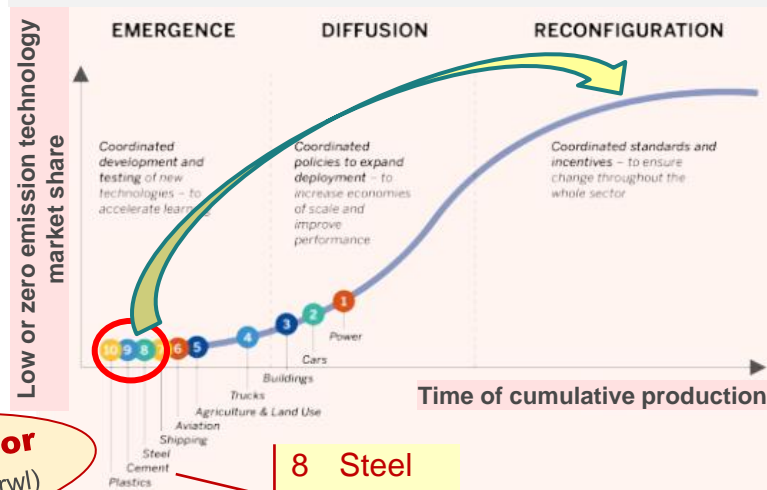 EMERGENCE
DIFFUSION
RECONFIGURATION
Low or zero emission technology
market share
Coordinated
development and
testing of new
technologies – to
accelerate
Coordinated
policies to expand
deployment – to
increase economies
of scale and
improve
performance
Coordinated standards and
incentives – to ensure
change throughout the
whole sector
10
9
8
6
5
4
3
2
1
Power
Cars
Buildings
Trucks
Agriculture & Land Use
Aviation
Shipping
Steel
Cement
Plastics
Time of cumulative production
or
rwl)
8 Steel